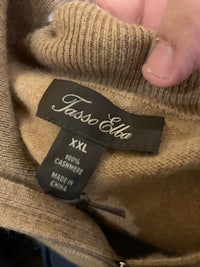 Tasso Elba
XXL
100%
CASHMERE
MADE IN
CHINA